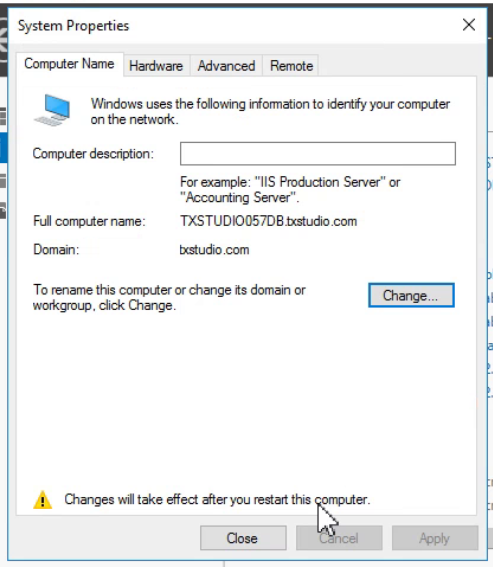 System Properties
Computer Name
Hardware
Advanced
Remote
Windows uses the following information to identify your computer
on the network.
Computer description:
For example: "IIS Production Server" or
"Accounting Server".
Full computer name:
TXSTUDIO057DB.txstudio.com
Domain:
txstudio.com
To rename this computer or change its domain or
workgroup, click Change.
Change...
Changes will take effect after you restart this computer.
Close
Cancel
Apply